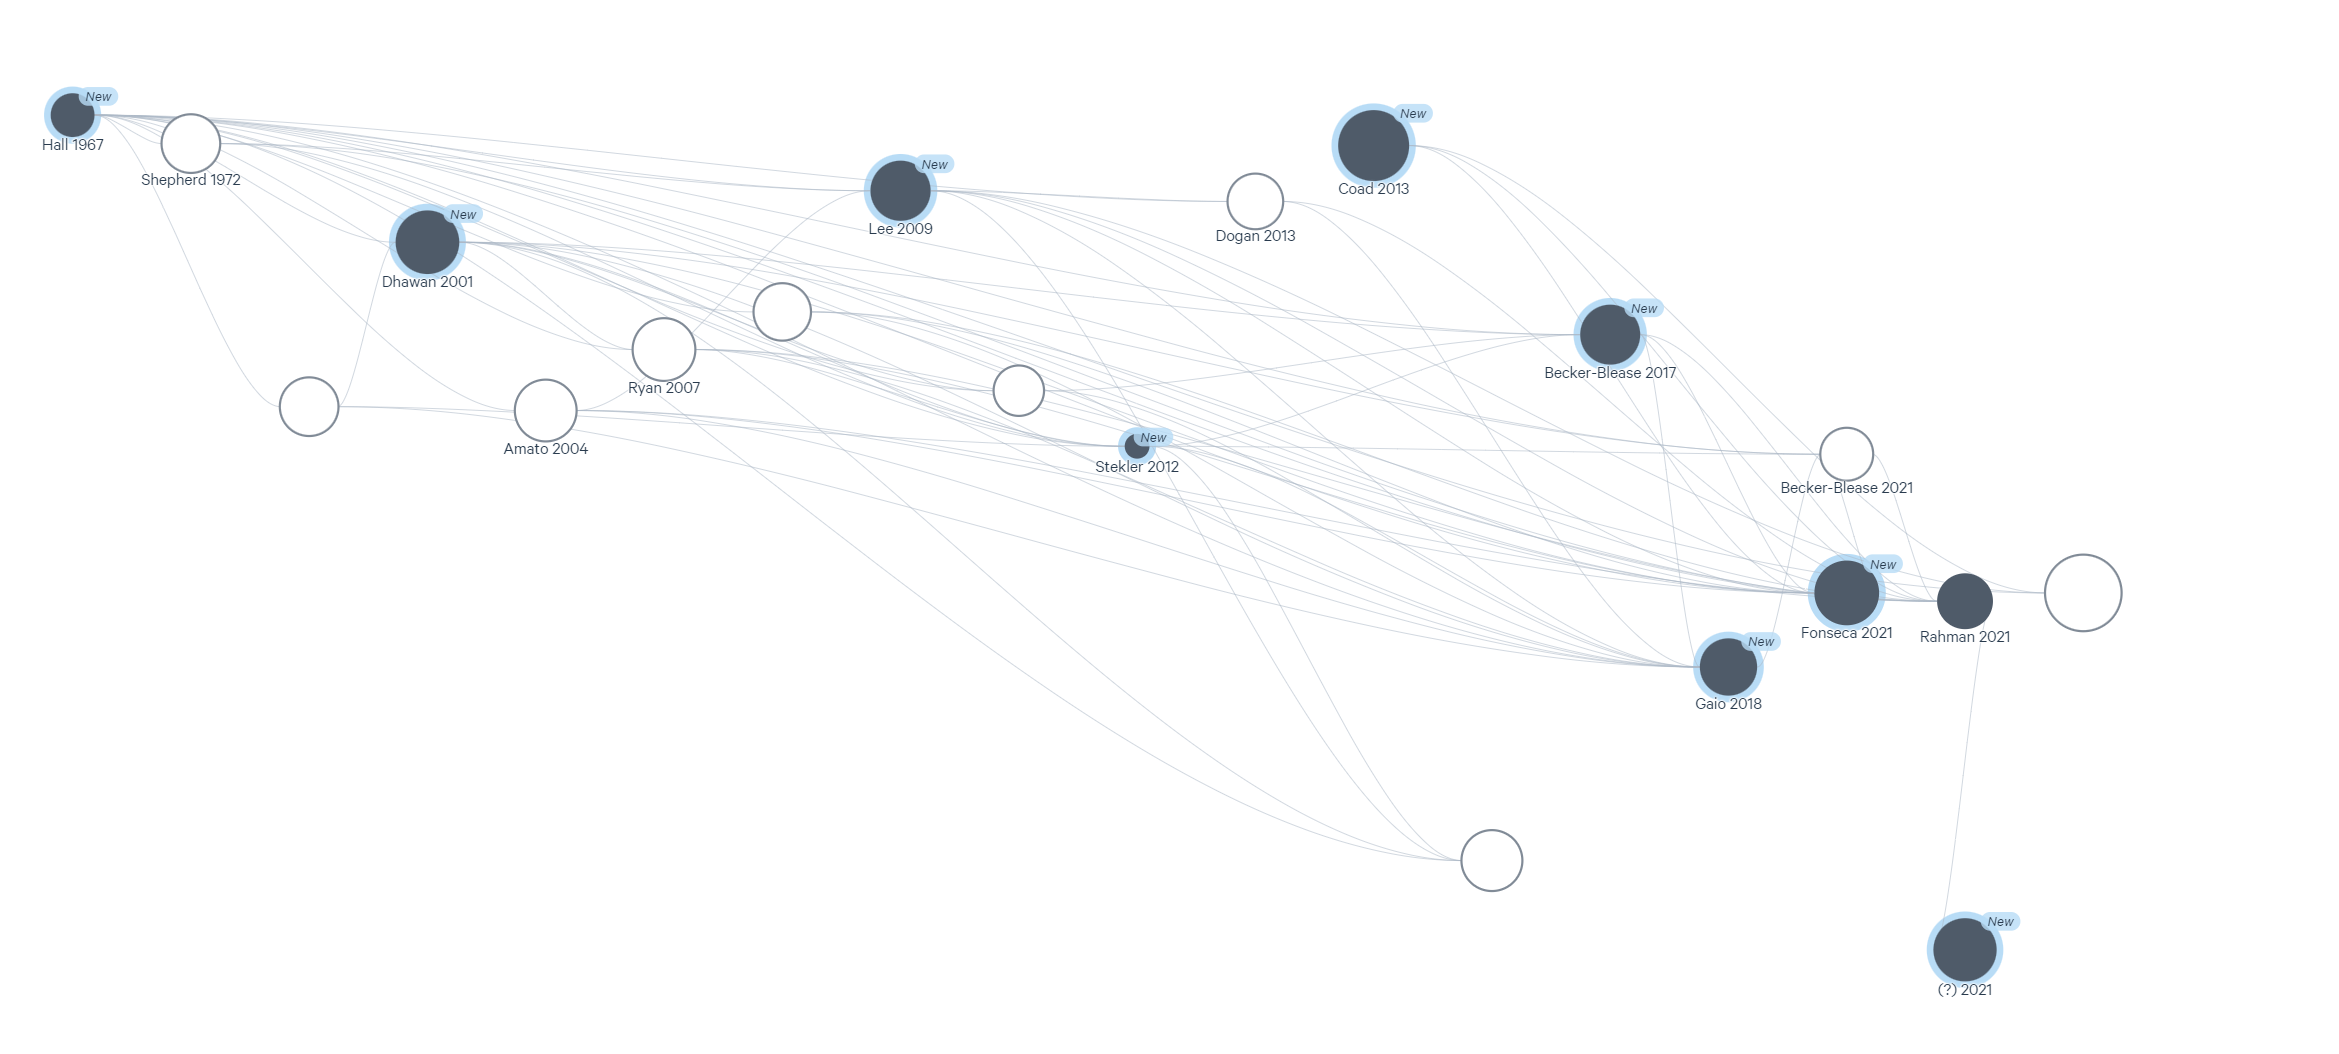 New
Hall 1967
Shepherd 1972
New
Dhawan 2001
New
Lee 2009
Dogan 2013
New
Coad 2013
Ryan 2007
Amato 2004
New
Stekler 2012
New
Becker-Blease 2017
Becker-Blease 2021
New
Fonseca 2021
Rahman 2021
New
Gaio 2018
New
(?) 2021